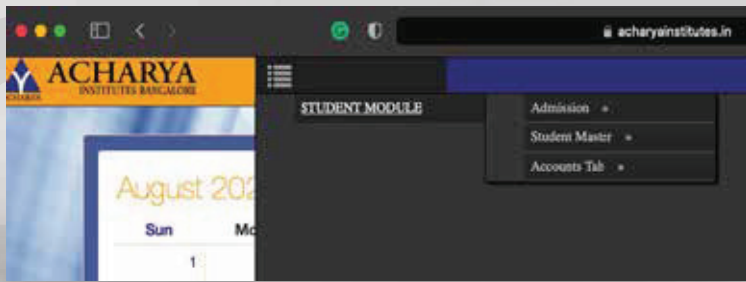 acharyainstitutes.in
ACHARYA
INSTITUTES BANGALORE
STUDENT MODULE
Admission »
Student Master »
Accounts Tab »
August 202
Sun Mo
1